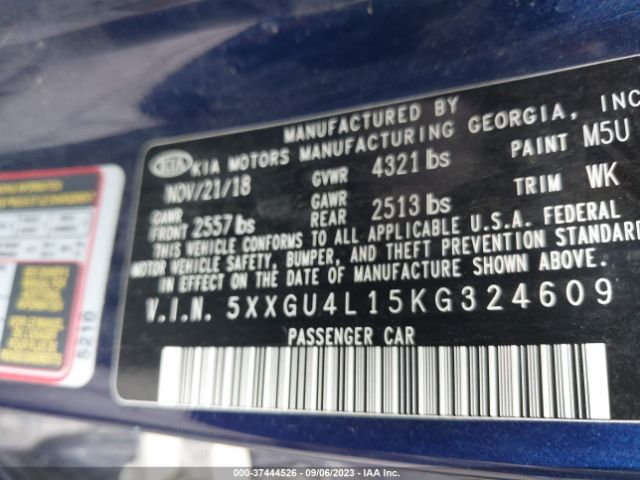 MANUFACTURED BY
KIA KIA MOTORS MANUFACTURING GEORGIA, INC
NOV/21/18 GVWR 4321 lbs PAINT M5U
GAWR FRONT 2557 lbs GAWR REAR 2513 lbs TRIM WK
THIS VEHICLE CONFORMS TO ALL APPLICABLE U.S.A. FEDERAL
MOTOR VEHICLE SAFETY, BUMPER, AND THEFT PREVENTION STANDARD
IN EFFECT ON THE DATE OF MANUFACTURE SHOWN ABOVE.
V.I.N. 5XXGU4L15KG324609
PASSENGER CAR
5210
000-37444526 - 09/06/2023 - IAA Inc.